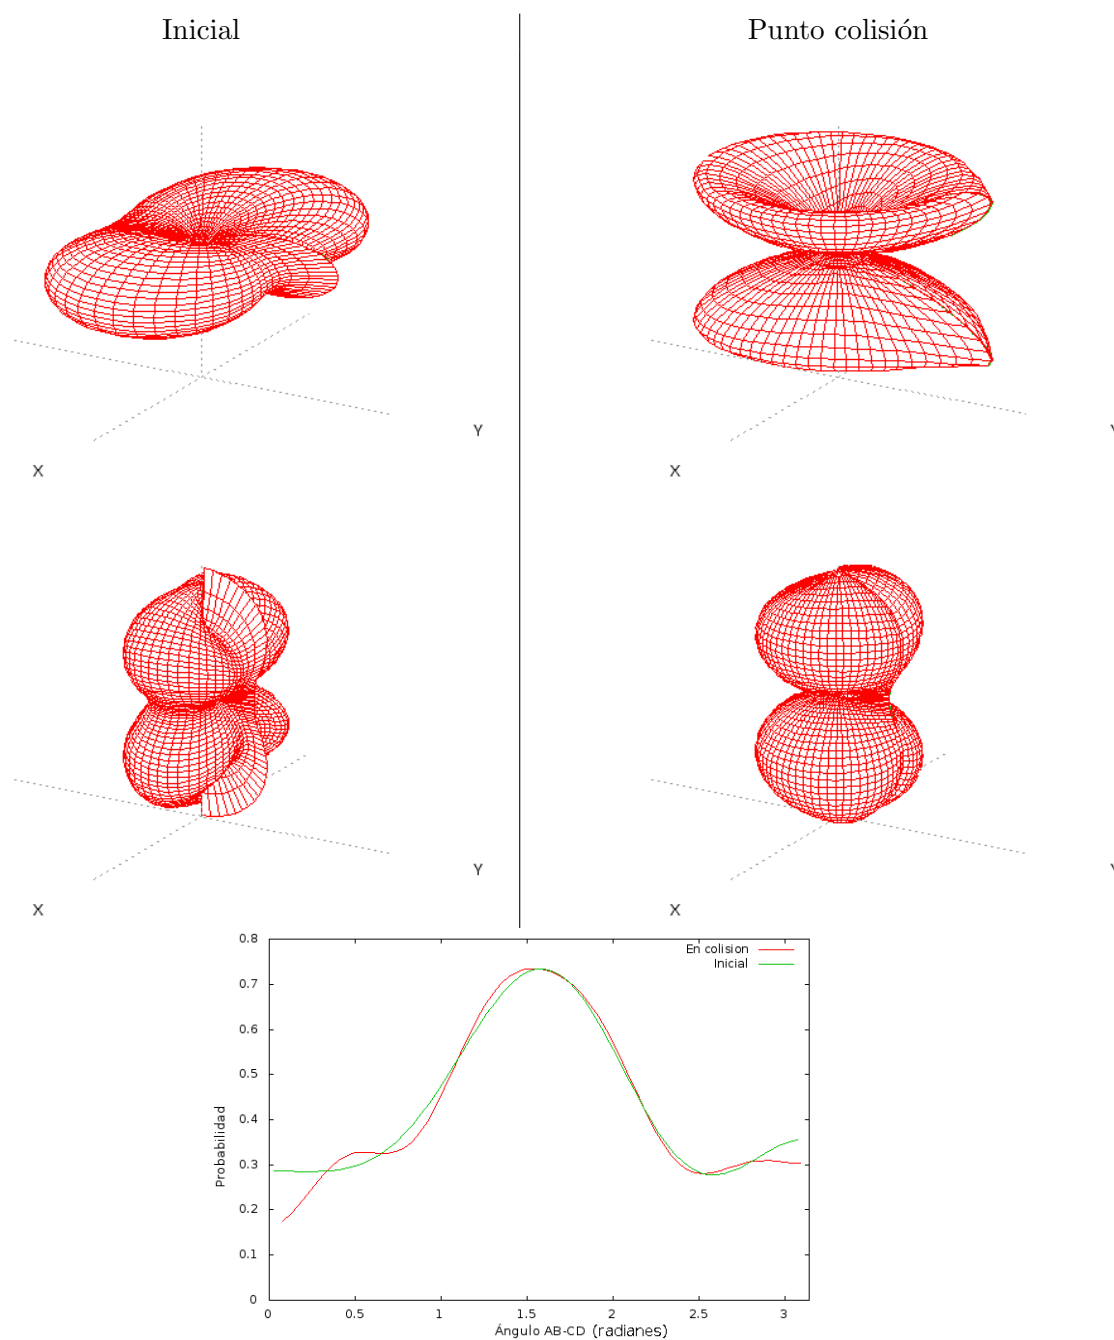 Inicial
Punto colisión
Y
Y
X
X
Y
Y
X
X
0.8
0.7
0.6
0.5
0.4
0.3
0.2
0.1
0
En colision
Inicial
Probabilidad
0 0.5 1 1.5 2 2.5 3
Ángulo AB-CD (radianes)